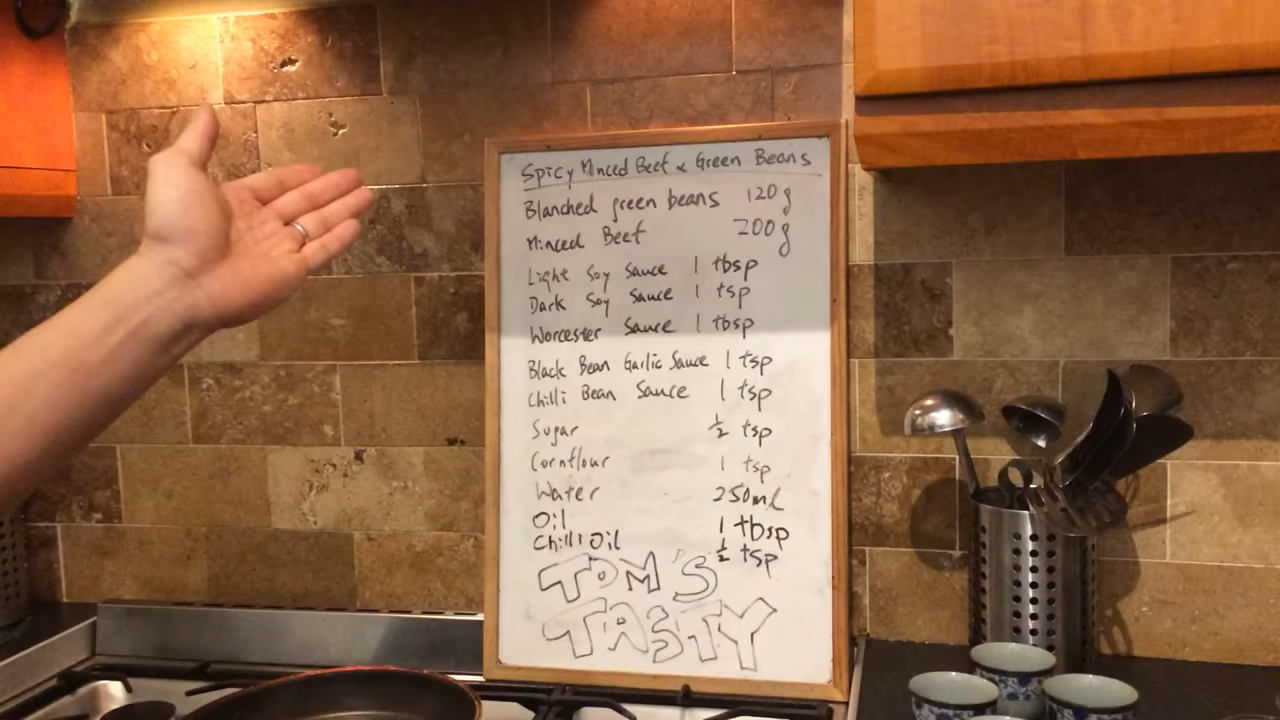 Spicy Minced Beef & Green Beans
Blanched green beans 120g
Minced Beef 200g
Light Soy Sauce 1 tbsp
Dark Soy Sauce 1 tsp
Worcester Sauce 1 tbsp
Black Bean Garlic Sauce 1 tsp
Chilli Bean Sauce 1 tsp
Sugar ½ tsp
Cornflour 1 tsp
Water 250ml
Oil 1 tbsp
Chilli Oil ½ tsp
TOM'S
TASTY